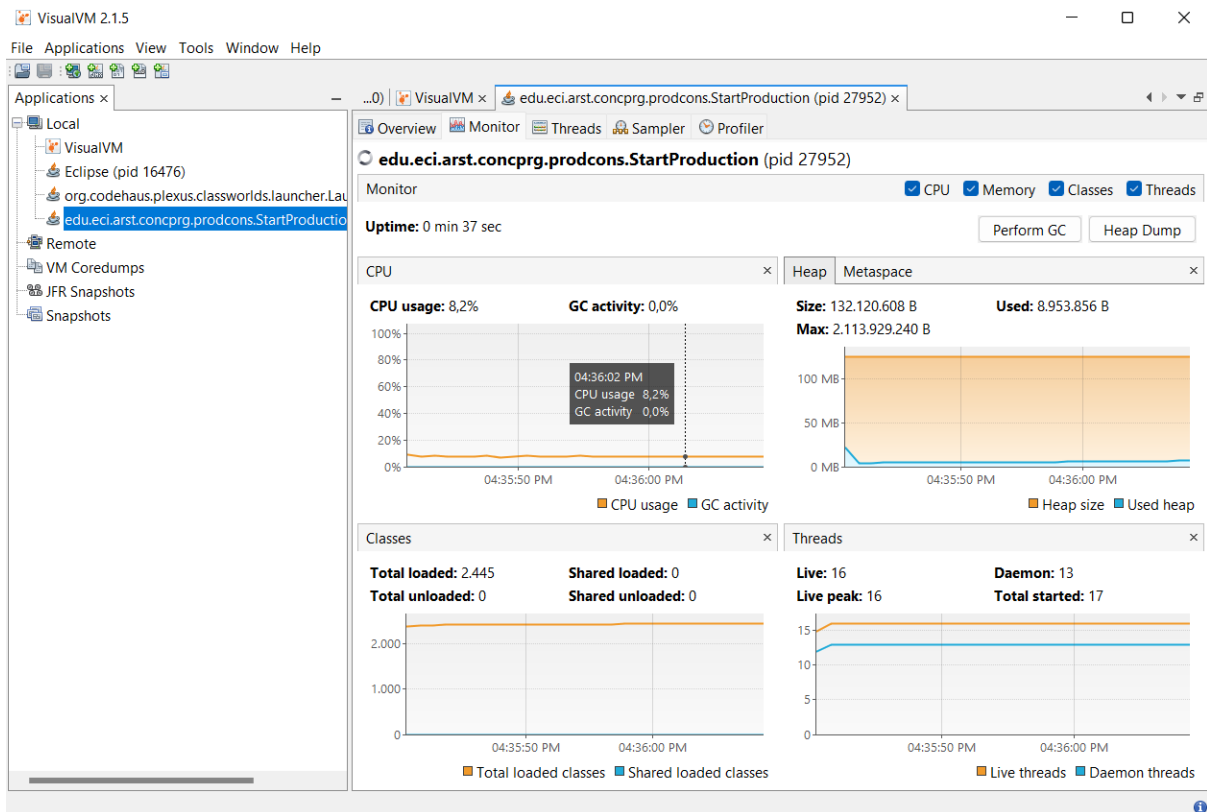 VisualVM 2.1.5
File Applications View Tools Window Help
Applications
Local
VisualVM
Eclipse (pid 16476)
org.codehaus.plexus.classworlds.launcher.Lau
edu.eci.arst.concprg.prodcons.StartProductio
Remote
VM Coredumps
JFR Snapshots
Snapshots
...0) VisualVM edu.eci.arst.concprg.prodcons.StartProduction (pid 27952)
Overview Monitor Threads Sampler Profiler
edu.eci.arst.concprg.prodcons.StartProduction (pid 27952)
Monitor CPU Memory Classes Threads
Uptime: 0 min 37 sec Perform GC Heap Dump
CPU
CPU usage: 8,2% GC activity: 0,0%
100%
80%
60%
40%
20%
0%
04:36:02 PM
CPU usage 8,2%
GC activity 0,0%
04:35:50 PM 04:36:00 PM
CPU usage GC activity
Heap Metaspace
Size: 132.120.608 B Used: 8.953.856 B
Max: 2.113.929.240 B
100 MB
50 MB
0 MB
04:35:50 PM 04:36:00 PM
Heap size Used heap
Classes
Total loaded: 2.445 Shared loaded: 0
Total unloaded: 0 Shared unloaded: 0
2.000
1.000
0
04:35:50 PM 04:36:00 PM
Total loaded classes Shared loaded classes
Threads
Live: 16 Daemon: 13
Live peak: 16 Total started: 17
15
10
5
0
04:35:50 PM 04:36:00 PM
Live threads Daemon threads